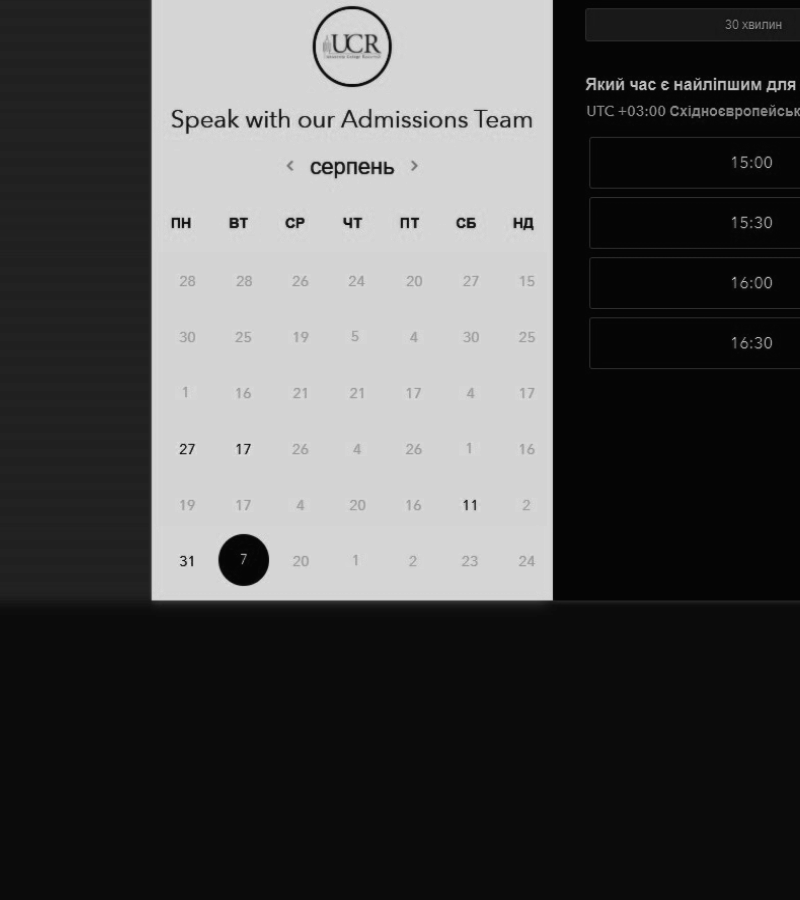 UCR
Speak with our Admissions Team
серпень
ПН ВТ СР ЧТ ПТ СБ НД
28 28 26 24 20 27 15
30 25 19 5 4 30 25
1 16 21 21 17 4 17
27 17 26 4 26 1 16
19 17 4 20 16 11 2
31 7 20 1 2 23 24
30 хвилин
Який час є найліпшим для
UTC +03:00 Східноєвропейськ
15:00
15:30
16:00
16:30